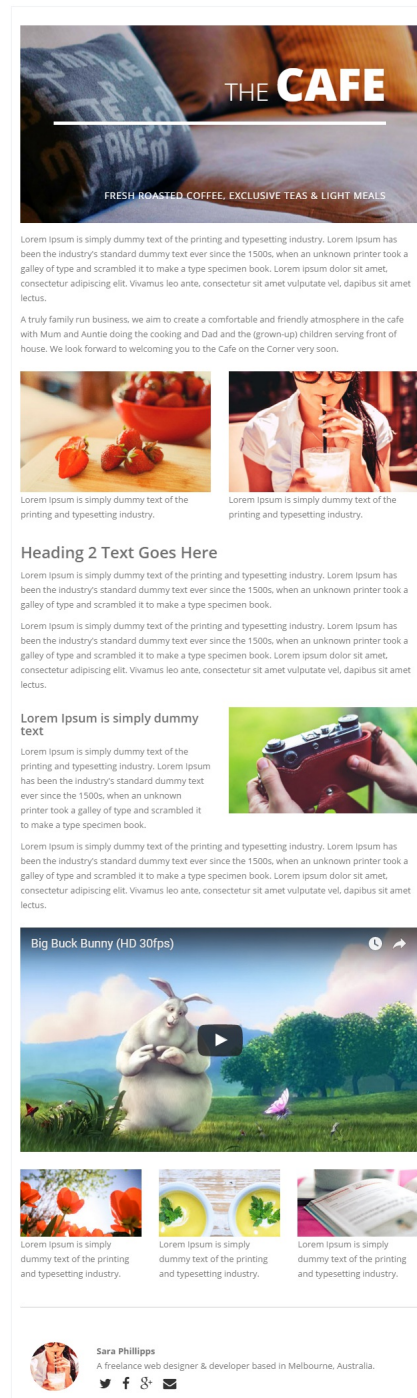 THE CAFE
FRESH ROASTED COFFEE, EXCLUSIVE TEAS & LIGHT MEALS
Lorem Ipsum is simply dummy text of the printing and typesetting industry. Lorem Ipsum has
been the industry's standard dummy text ever since the 1500s, when an unknown printer took a
galley of type and scrambled it to make a type specimen book. Lorem ipsum dolor sit amet,
consectetur adipiscing elit. Vivamus leo ante, consectetur sit amet vulputate vel, dapibus sit amet
lectus.
A truly family run business, we aim to create a comfortable and friendly atmosphere in the cafe
with Mum and Auntie doing the cooking and Dad and the (grown-up) children serving front of
house. We look forward to welcoming you to the Cafe on the Corner very soon.
Lorem Ipsum is simply dummy text of the
printing and typesetting industry.
Lorem Ipsum is simply dummy text of the
printing and typesetting industry.
Heading 2 Text Goes Here
Lorem Ipsum is simply dummy text of the printing and typesetting industry. Lorem Ipsum has
been the industry's standard dummy text ever since the 1500s, when an unknown printer took a
galley of type and scrambled it to make a type specimen book.
Lorem Ipsum is simply dummy text of the printing and typesetting industry. Lorem Ipsum has
been the industry's standard dummy text ever since the 1500s, when an unknown printer took a
galley of type and scrambled it to make a type specimen book. Lorem ipsum dolor sit amet,
consectetur adipiscing elit. Vivamus leo ante, consectetur sit amet vulputate vel, dapibus sit amet
lectus.
Lorem Ipsum is simply dummy
text
Lorem Ipsum is simply dummy text of the
printing and typesetting industry. Lorem Ipsum
has been the industry's standard dummy text
ever since the 1500s, when an unknown
printer took a galley of type and scrambled it
to make a type specimen book.
Lorem Ipsum is simply dummy text of the printing and typesetting industry. Lorem Ipsum has
been the industry's standard dummy text ever since the 1500s, when an unknown printer took a
galley of type and scrambled it to make a type specimen book. Lorem ipsum dolor sit amet,
consectetur adipiscing elit. Vivamus leo ante, consectetur sit amet vulputate vel, dapibus sit amet
lectus.
Big Buck Bunny (HD 30fps)
Lorem Ipsum is simply
dummy text of the printing
and typesetting industry.
Lorem Ipsum is simply
dummy text of the printing
and typesetting industry.
Lorem Ipsum is simply
dummy text of the printing
and typesetting industry.
Sara Phillipps
A freelance web designer & developer based in Melbourne, Australia.